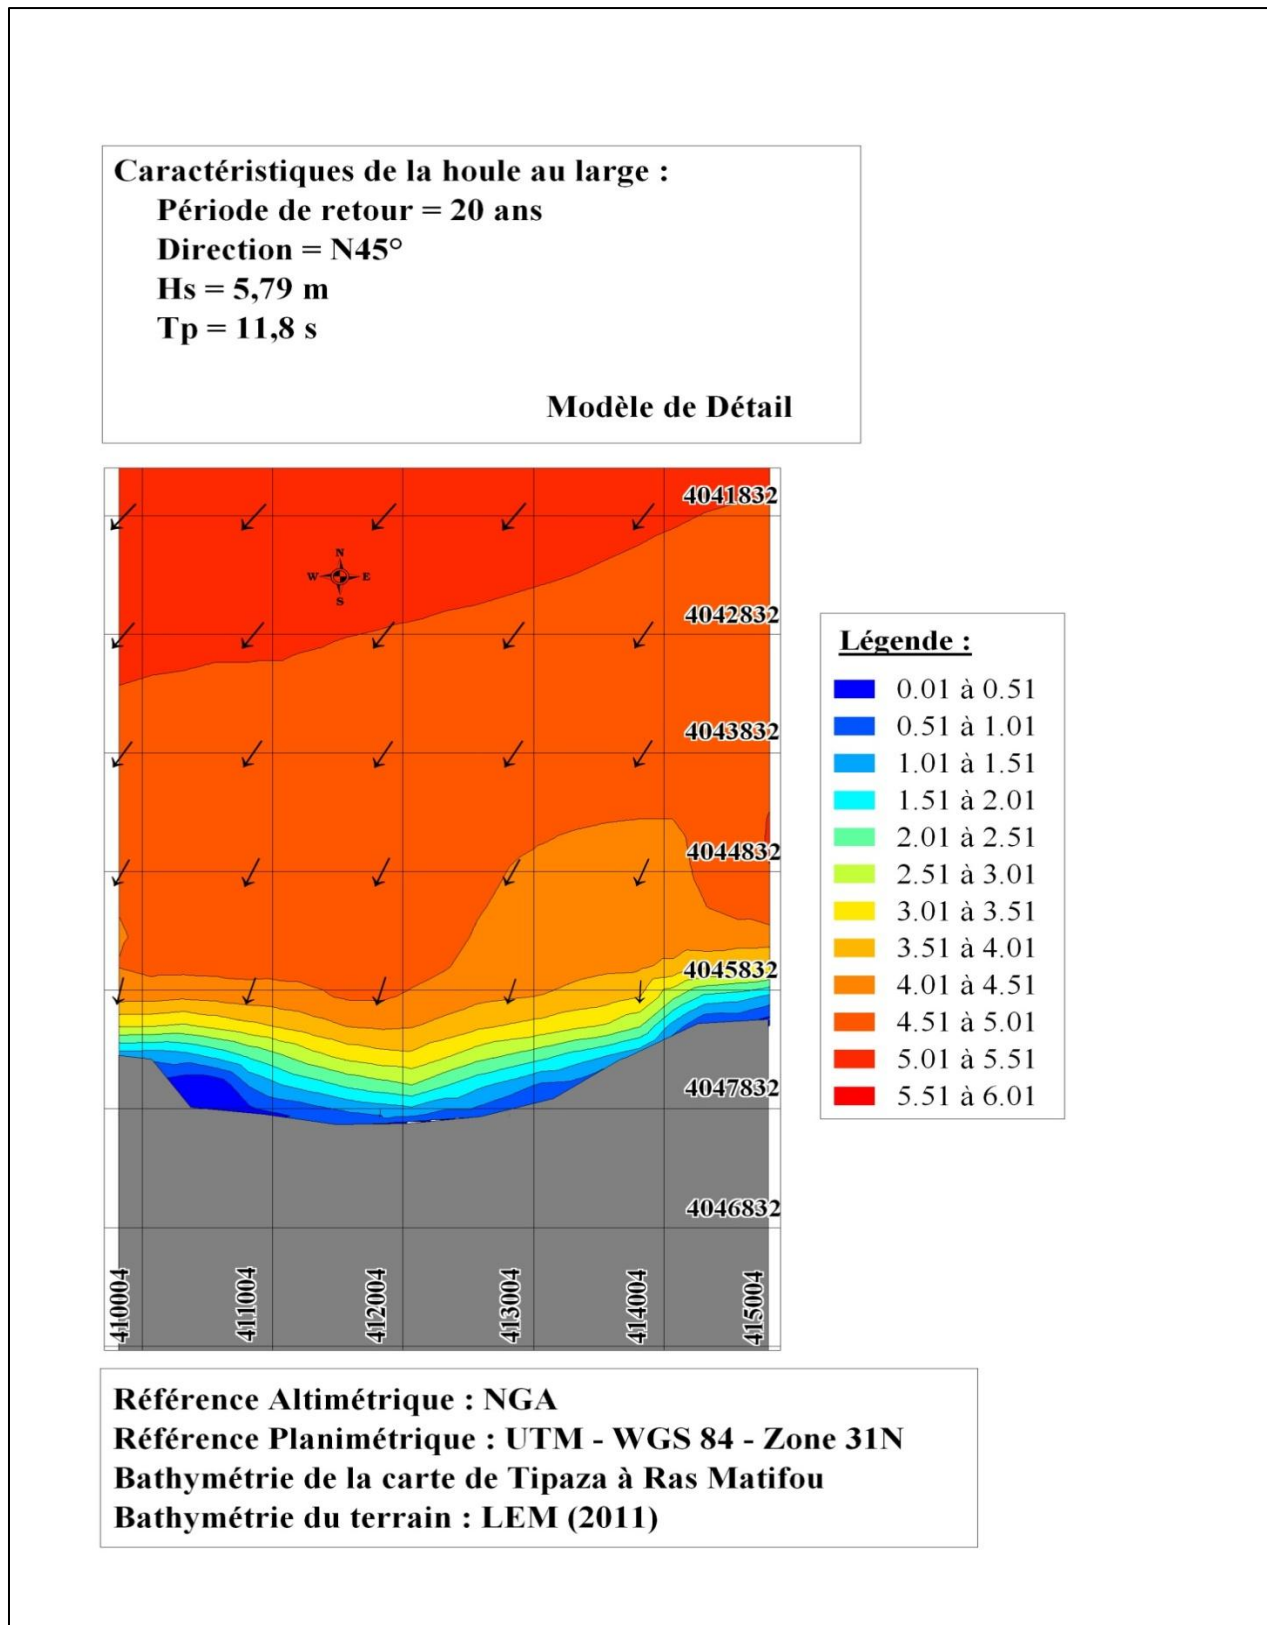 Caractéristiques de la houle au large :
Période de retour = 20 ans
Direction = N45°
Hs = 5,79 m
Tp = 11,8 s
Modèle de Détail
4041832
N
W E
S
4042832
4043832
4044832
4045832
4047832
4046832
410004
411004
412004
413004
414004
415004
Légende :
0.01 à 0.51
0.51 à 1.01
1.01 à 1.51
1.51 à 2.01
2.01 à 2.51
2.51 à 3.01
3.01 à 3.51
3.51 à 4.01
4.01 à 4.51
4.51 à 5.01
5.01 à 5.51
5.51 à 6.01
Référence Altimétrique : NGA
Référence Planimétrique : UTM - WGS 84 - Zone 31N
Bathymétrie de la carte de Tipaza à Ras Matifou
Bathymétrie du terrain : LEM (2011)